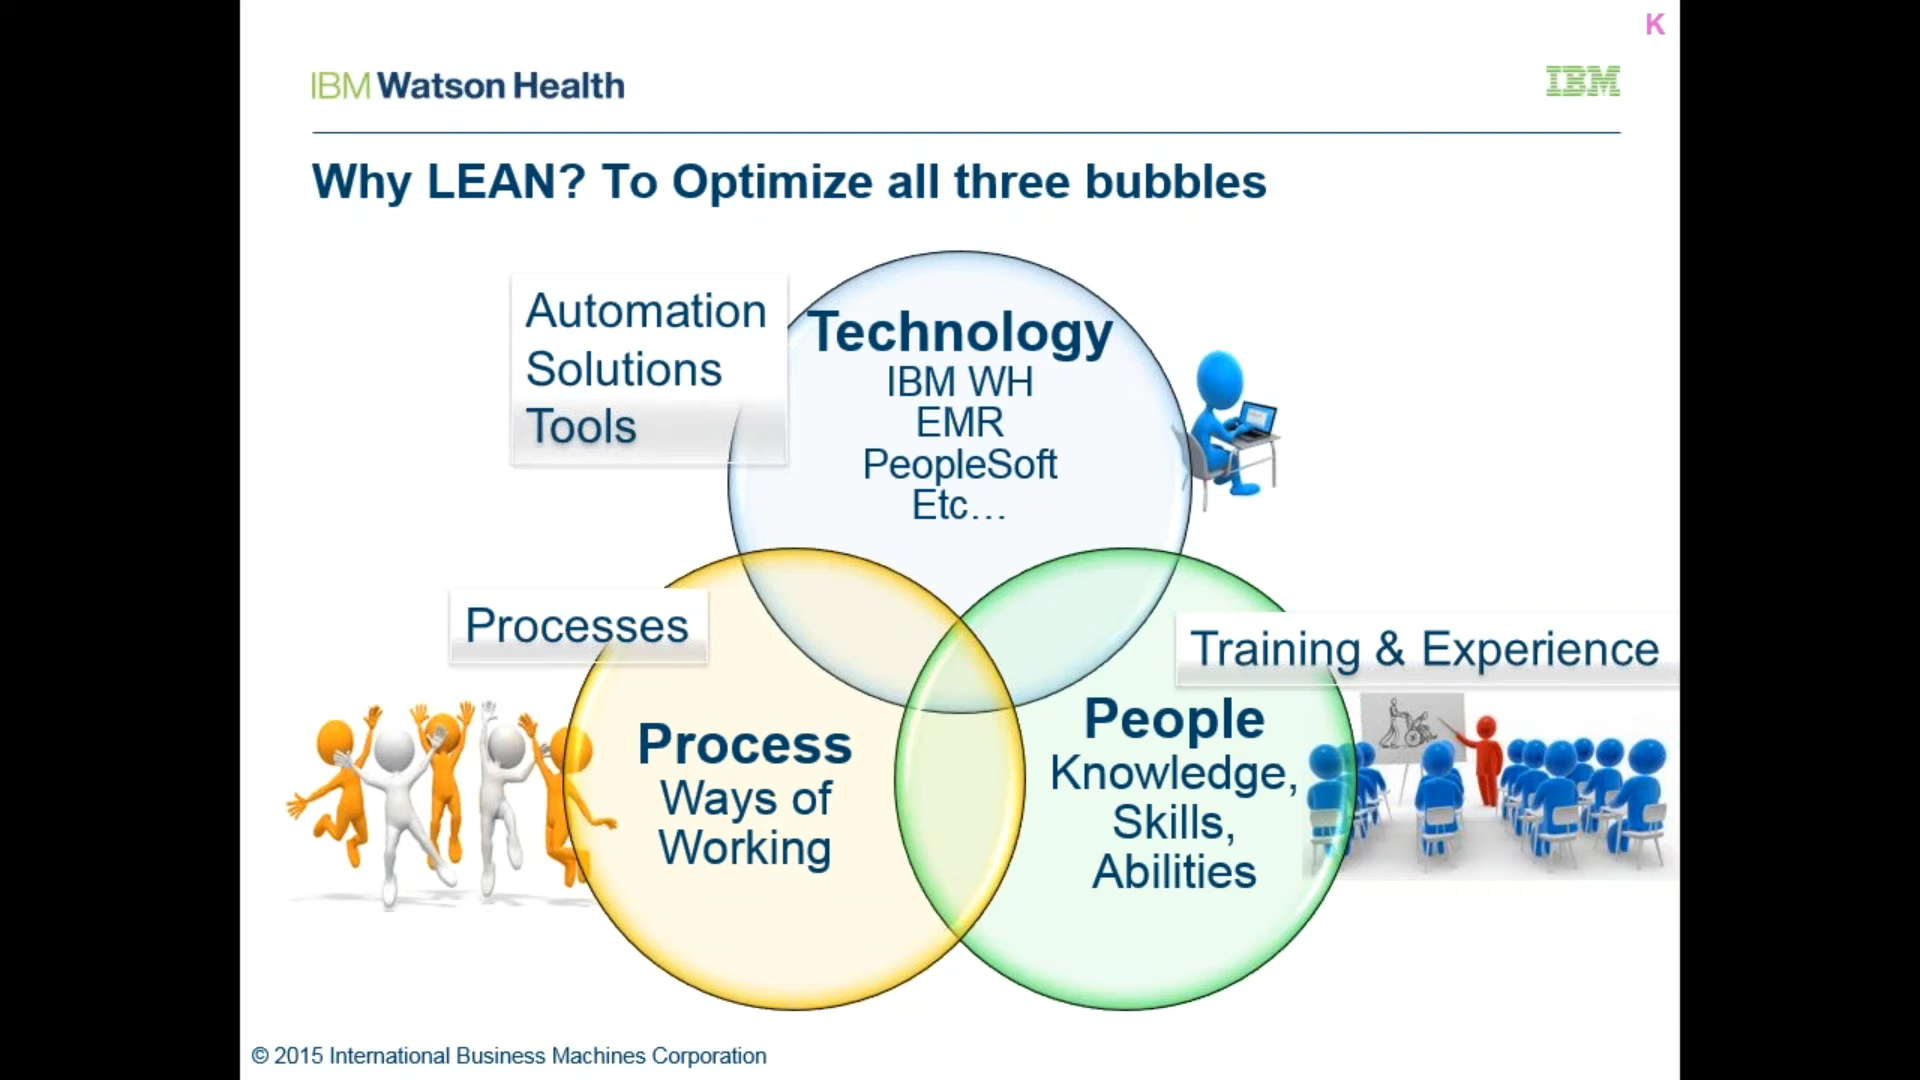 K
IBM Watson Health
IBM
Why LEAN? To Optimize all three bubbles
Automation
Solutions
Tools
Technology
IBM WH
EMR
PeopleSoft
Etc…
Processes
Training & Experience
Process
Ways of
Working
People
Knowledge,
Skills,
Abilities
© 2015 International Business Machines Corporation